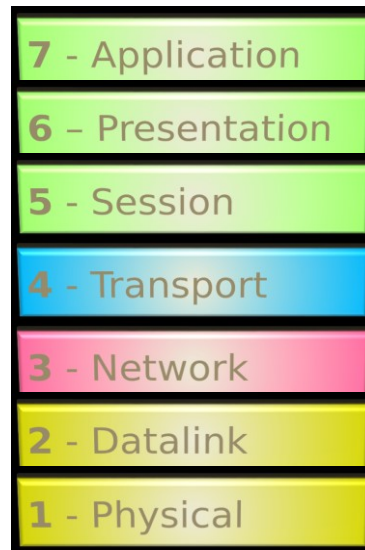 7 - Application
6 – Presentation
5 - Session
4 - Transport
3 - Network
2 - Datalink
1 - Physical